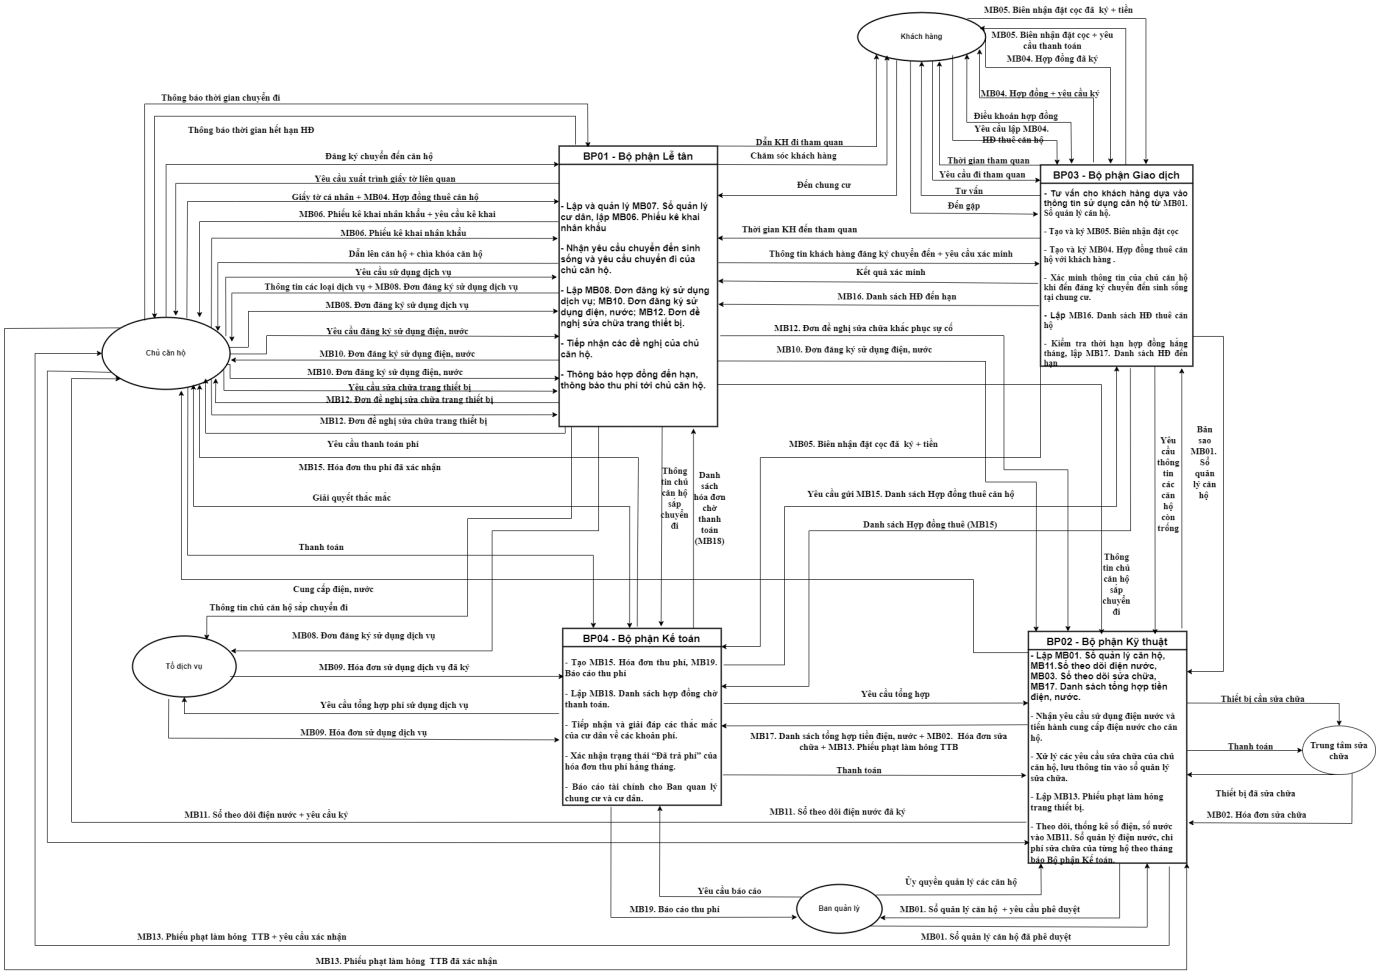 MB05. Biên nhận đặt cọc đã  ký + tiền
Khách hàng
MB05. Biên nhận đặt cọc + yêu
cầu thanh toán
MB04. Hợp đồng đã ký
MB04. Hợp đồng + yêu cầu ký
Thông báo thời gian chuyển đi
Điều khoản hợp đồng
Thông báo thời gian hết hạn HĐ
Yêu cầu lập MB04.
HĐ thuê căn hộ
Dẫn KH đi tham quan
Đăng ký chuyển đến căn hộ
BP01 - Bộ phận Lễ tân
Chăm sóc khách hàng
Thời gian tham quan
Yêu cầu đi tham quan
BP03 - Bộ phận Giao dịch
Yêu cầu xuất trình giấy tờ liên quan
Đến chung cư
Tư vấn
Giấy tờ cá nhân + MB04. Hợp đồng thuê căn hộ
Đến gặp
MB06. Phiếu kê khai nhân khẩu + yêu cầu kê khai
MB06. Phiếu kê khai nhân khẩu
Thời gian KH đến tham quan
Dẫn lên căn hộ + chìa khóa căn hộ
Thông tin khách hàng đăng ký chuyển đến + yêu cầu xác minh
Yêu cầu sử dụng dịch vụ
Kết quả xác minh
Thông tin các loại dịch vụ + MB08. Đơn đăng ký sử dụng dịch vụ
MB16. Danh sách HĐ đến hạn
MB08. Đơn đăng ký sử dụng dịch vụ
Yêu cầu đăng ký sử dụng điện, nước
MB12. Đơn đề nghị sửa chữa khắc phục sự cố
Chủ căn hộ
MB10. Đơn đăng ký sử dụng điện, nước
MB10. Đơn đăng ký sử dụng điện, nước
MB10. Đơn đăng ký sử dụng điện, nước
Yêu cầu sửa chữa trang thiết bị
MB12. Đơn đề nghị sửa chữa trang thiết bị
MB12. Đơn đề nghị sửa chữa trang thiết bị
- Lập và quản lý MB07. Sổ quản lý
cư dân, lập MB06. Phiếu kê khai
nhân khẩu
- Nhận yêu cầu chuyển đến sinh
sống và yêu cầu chuyển đi của
chủ căn hộ.
- Lập MB08. Đơn đăng ký sử dụng
dịch vụ; MB10. Đơn đăng ký sử
dụng điện, nước; MB12. Đơn đề
nghị sửa chữa trang thiết bị.
- Tiếp nhận các đề nghị của chủ
căn hộ.
- Thông báo hợp đồng đến hạn,
thông báo thu phí tới chủ căn hộ.
- Tư vấn cho khách hàng dựa vào
thông tin sử dụng căn hộ từ MB01.
Sổ quản lý căn hộ.
- Tạo và ký MB05. Biên nhận đặt cọc
- Tạo và ký MB04. Hợp đồng thuê căn
hộ với khách hàng .
- Xác minh thông tin của chủ căn hộ
khi đến đăng ký chuyển đến sinh sống
tại chung cư.
- Lập MB16. Danh sách HĐ thuê căn
hộ
- Kiểm tra thời hạn hợp đồng hằng
tháng, lập MB17. Danh sách HĐ đến
hạn
Yêu cầu thanh toán phí
MB05. Biên nhận đặt cọc đã  ký + tiền
MB15. Hóa đơn thu phí đã xác nhận
Giải quyết thắc mắc
Thông
tin chủ
căn hộ
sắp
chuyển
đi
Danh
sách
hóa đơn
chờ
thanh
toán
(MB18)
Yêu cầu gửi MB15. Danh sách Hợp đồng thuê căn hộ
Danh sách Hợp đồng thuê (MB15)
Yêu
cầu
thông
tin
các
căn
hộ
còn
trống
Bản
sao
MB01.
Sổ
quản
lý căn
hộ
Thanh toán
Thông
tin chủ
căn hộ
sắp
chuyển
đi
Cung cấp điện, nước
Thông tin chủ căn hộ sắp chuyển đi
MB08. Đơn đăng ký sử dụng dịch vụ
BP04 - Bộ phận Kế toán
BP02 - Bộ phận Kỹ thuật
Tổ dịch vụ
MB09. Hóa đơn sử dụng dịch vụ đã ký
Yêu cầu tổng hợp phí sử dụng dịch vụ
MB09. Hóa đơn sử dụng dịch vụ
- Tạo MB15. Hóa đơn thu phí, MB19.
Báo cáo thu phí
- Lập MB18. Danh sách hợp đồng chờ
thanh toán.
- Tiếp nhận và giải đáp các thắc mắc
của cư dân về các khoản phí.
- Xác nhận trạng thái “Đã trả phí” của
hóa đơn thu phí hàng tháng.
- Báo cáo tài chính cho Ban quản lý
chung cư và cư dân.
Yêu cầu tổng hợp
MB17. Danh sách tổng hợp tiền điện, nước + MB02.  Hóa đơn sửa
chữa + MB13. Phiếu phạt làm hỏng TTB
Thanh toán
- Lập MB01. Sổ quản lý căn hộ,
MB11.Sổ theo dõi điện nước,
MB03. Sổ theo dõi sửa chữa,
MB17. Danh sách tổng hợp tiền
điện, nước.
- Nhận yêu cầu sử dụng điện nước và
tiến hành cung cấp điện nước cho căn
hộ.
- Xử lý các yêu cầu sửa chữa của chủ
căn hộ, lưu thông tin vào sổ quản lý
sửa chữa.
- Lập MB13. Phiếu phạt làm hỏng
trang thiết bị.
- Theo dõi, thống kê số điện, số nước
vào MB11. Sổ quản lý điện nước, chi
phí sửa chữa của từng hộ theo tháng
báo Bộ phận Kế toán.
Thiết bị cần sửa chữa
Thanh toán
Trung tâm sửa
chữa
Thiết bị đã sửa chữa
MB02. Hóa đơn sửa chữa
MB11. Sổ theo dõi điện nước + yêu cầu ký
MB11. Sổ theo dõi điện nước đã ký
Yêu cầu báo cáo
Ủy quyền quản lý các căn hộ
MB19. Báo cáo thu phí
Ban quản lý
MB01. Sổ quản lý căn hộ  + yêu cầu phê duyệt
MB13. Phiếu phạt làm hỏng  TTB + yêu cầu xác nhận
MB01. Sổ quản lý căn hộ đã phê duyệt
MB13. Phiếu phạt làm hỏng  TTB đã xác nhận